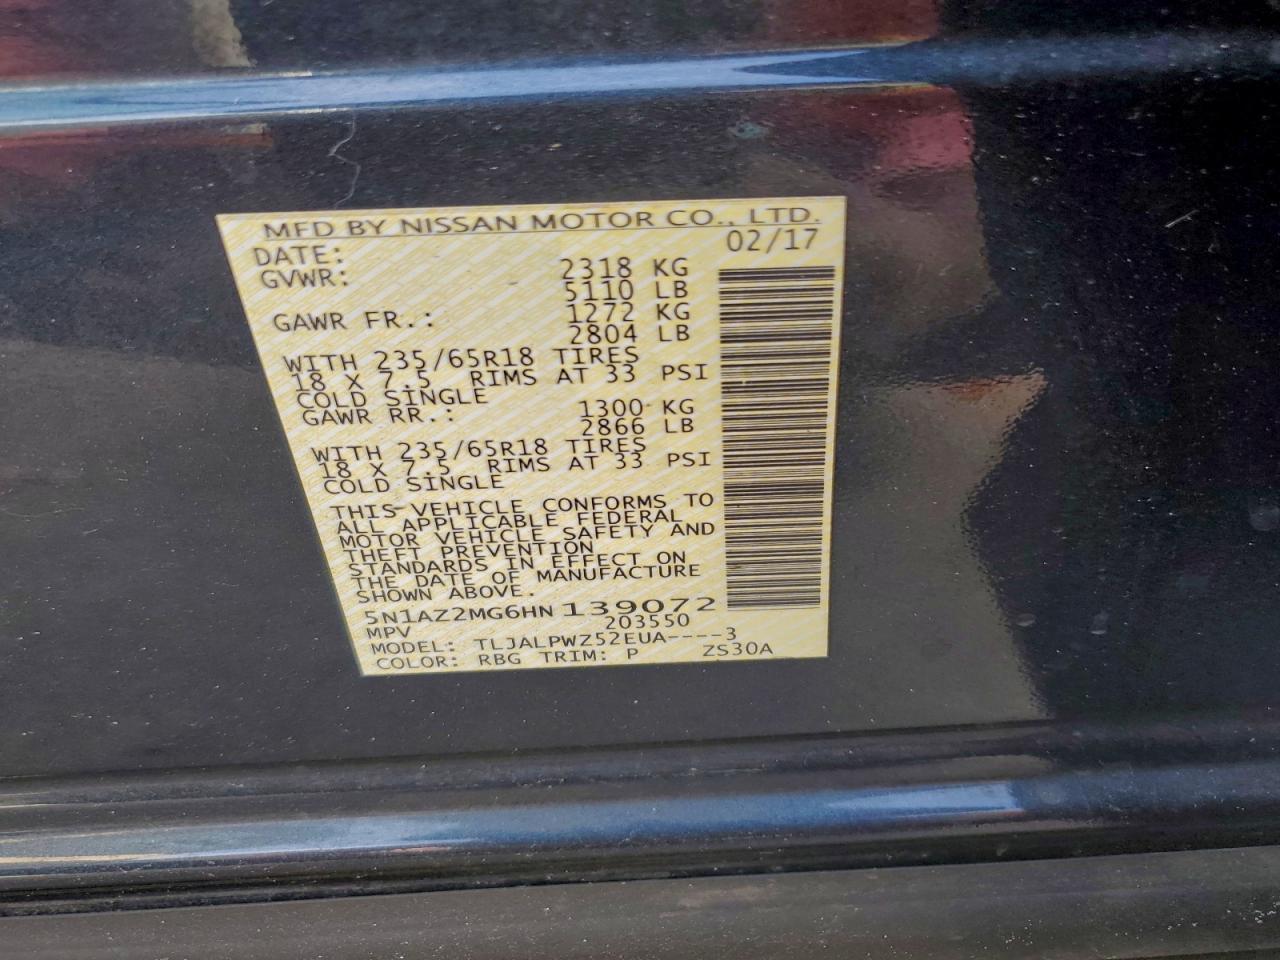 MFD BY NISSAN MOTOR CO., LTD.
DATE: 02/17
GVWR: 2318 KG
5110 LB
GAWR FR.: 1272 KG
2804 LB
WITH 235/65R18 TIRES
18 X 7.5 RIMS AT 33 PSI
COLD SINGLE
GAWR RR.: 1300 KG
2866 LB
WITH 235/65R18 TIRES
18 X 7.5 RIMS AT 33 PSI
COLD SINGLE
THIS VEHICLE CONFORMS TO
ALL APPLICABLE FEDERAL
MOTOR VEHICLE SAFETY AND
THEFT PREVENTION
STANDARDS IN EFFECT ON
THE DATE OF MANUFACTURE
SHOWN ABOVE.
5N1AZ2MG6HN139072
MPV 203550
MODEL: TLJALPWZ52EUA----3
COLOR: RBG TRIM: P ZS30A